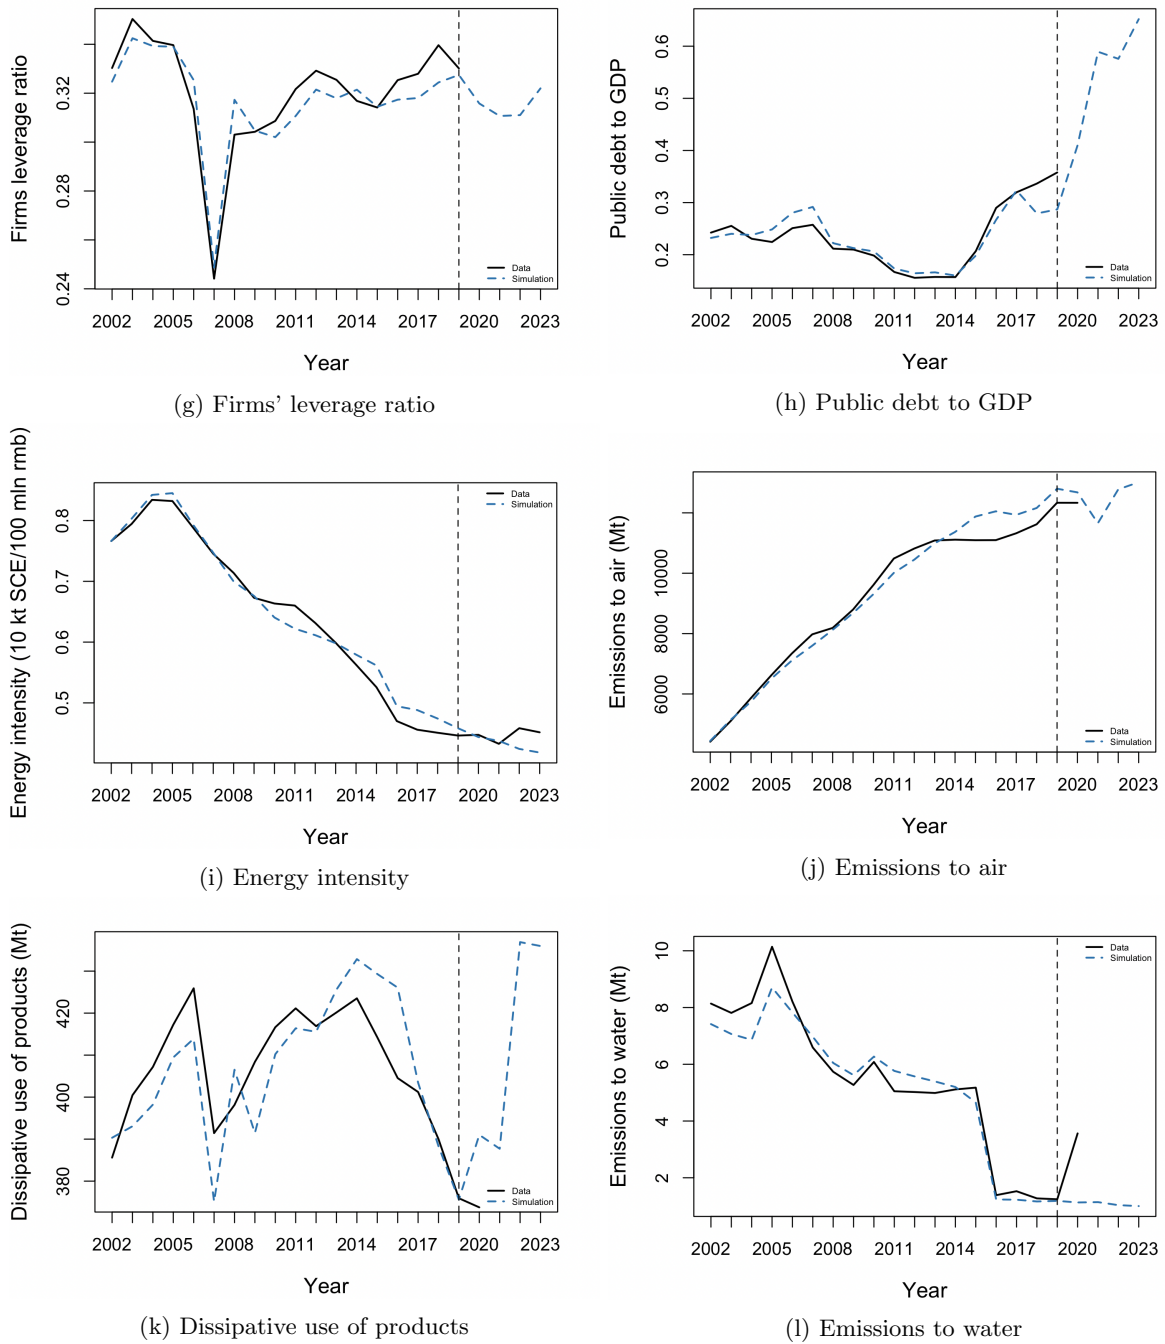 Firms leverage ratio
0.24
0.28
0.32
Data
Simulation
2002 2005 2008 2011 2014 2017 2020 2023
Year
(g) Firms' leverage ratio
Public debt to GDP
0.2
0.3
0.4
0.5
0.6
Data
Simulation
2002 2005 2008 2011 2014 2017 2020 2023
Year
(h) Public debt to GDP
Energy intensity (10 kt SCE/100 mln rmb)
0.5
0.6
0.7
0.8
Data
Simulation
2002 2005 2008 2011 2014 2017 2020 2023
Year
(i) Energy intensity
Emissions to air (Mt)
6000
8000
10000
Data
Simulation
2002 2005 2008 2011 2014 2017 2020 2023
Year
(j) Emissions to air
Dissipative use of products (Mt)
380
400
420
Data
Simulation
2002 2005 2008 2011 2014 2017 2020 2023
Year
(k) Dissipative use of products
Emissions to water (Mt)
2
4
6
8
10
Data
Simulation
2002 2005 2008 2011 2014 2017 2020 2023
Year
(l) Emissions to water